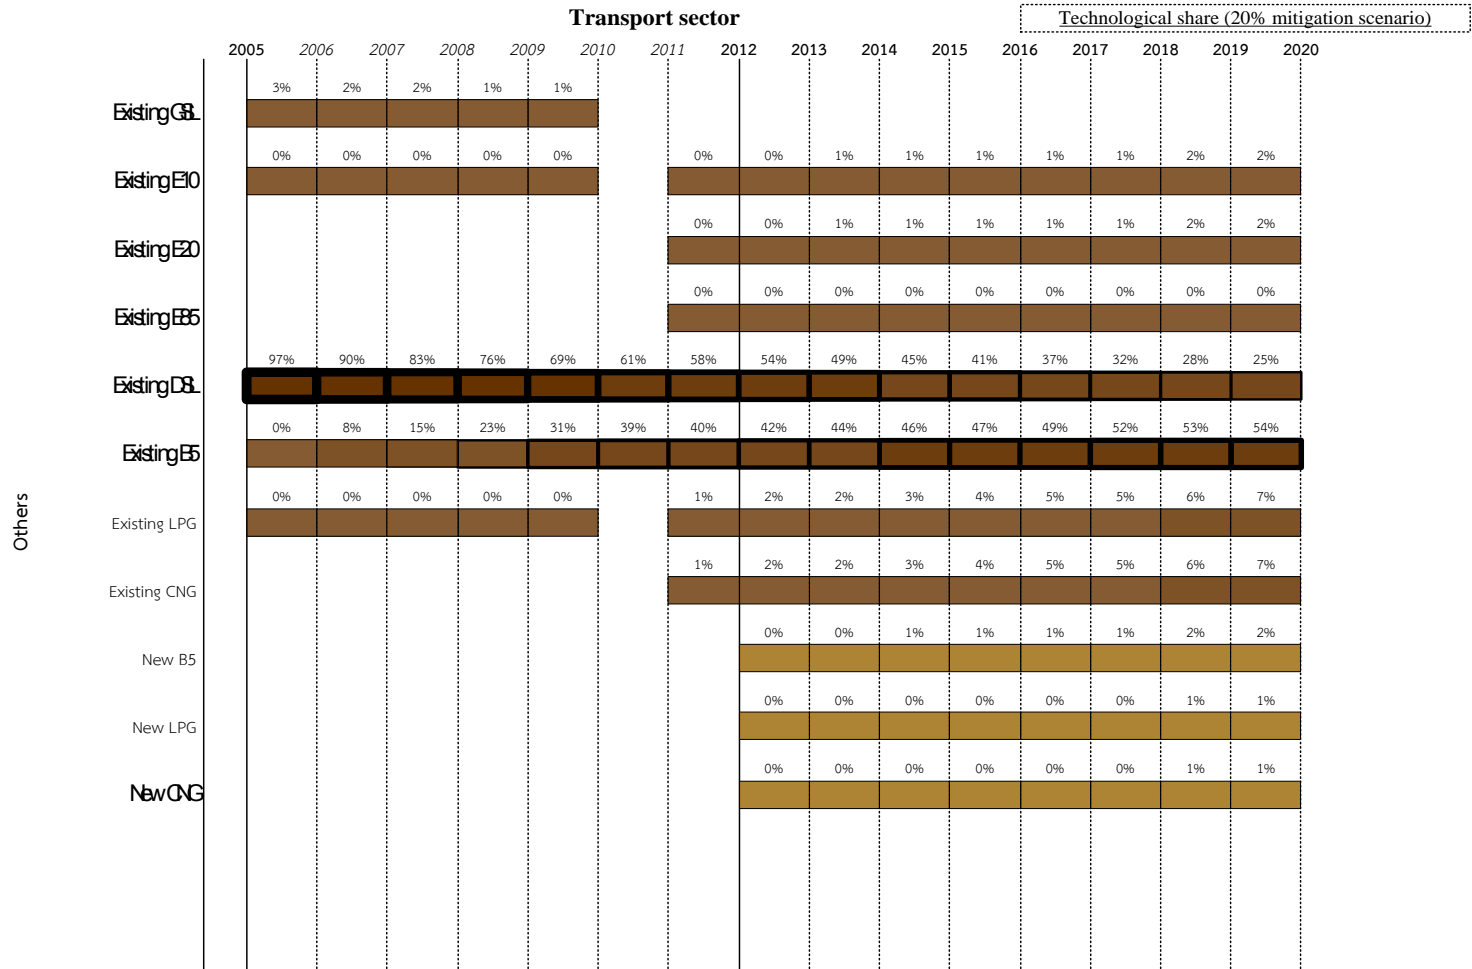 Transport sector
Technological share (20% mitigation scenario)
2005 2006 2007 2008 2009 2010 2011 2012 2013 2014 2015 2016 2017 2018 2019 2020
3% 2% 2% 1% 1%
Existing GSL
0% 0% 0% 0% 0% 0% 0% 1% 1% 1% 1% 1% 2% 2%
Existing E10
0% 0% 1% 1% 1% 1% 1% 2% 2%
Existing E20
0% 0% 0% 0% 0% 0% 0% 0% 0%
Existing E85
97% 90% 83% 76% 69% 61% 58% 54% 49% 45% 41% 37% 32% 28% 25%
Existing DSL
0% 8% 15% 23% 31% 39% 40% 42% 44% 46% 47% 49% 52% 53% 54%
Existing B5
0% 0% 0% 0% 0% 1% 2% 2% 3% 4% 5% 5% 6% 7%
Existing LPG
Others
1% 2% 2% 3% 4% 5% 5% 6% 7%
Existing CNG
0% 0% 1% 1% 1% 1% 2% 2%
New B5
0% 0% 0% 0% 0% 0% 1% 1%
New LPG
0% 0% 0% 0% 0% 0% 1% 1%
New CNG